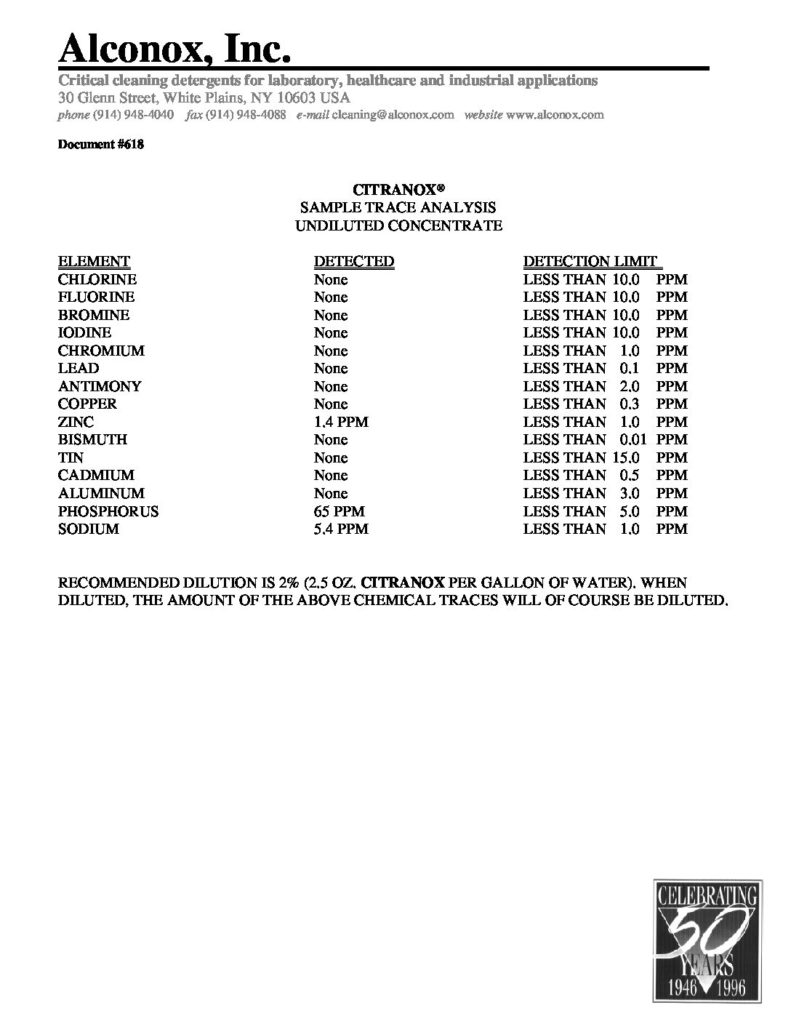 Alconox, Inc.
Critical cleaning detergents for laboratory, healthcare and industrial applications
30 Glenn Street, White Plains, NY 10603 USA
phone (914) 948-4040 fax (914) 948-4088 e-mail cleaning@alconox.com website www.alconox.com
Document #618
CITRANOX®
SAMPLE TRACE ANALYSIS
UNDILUTED CONCENTRATE
ELEMENT DETECTED DETECTION LIMIT
CHLORINE None LESS THAN 10.0 PPM
FLUORINE None LESS THAN 10.0 PPM
BROMINE None LESS THAN 10.0 PPM
IODINE None LESS THAN 10.0 PPM
CHROMIUM None LESS THAN 1.0 PPM
LEAD None LESS THAN 0.1 PPM
ANTIMONY None LESS THAN 2.0 PPM
COPPER None LESS THAN 0.3 PPM
ZINC 1.4 PPM LESS THAN 1.0 PPM
BISMUTH None LESS THAN 0.01 PPM
TIN None LESS THAN 15.0 PPM
CADMIUM None LESS THAN 0.5 PPM
ALUMINUM None LESS THAN 3.0 PPM
PHOSPHORUS 65 PPM LESS THAN 5.0 PPM
SODIUM 5.4 PPM LESS THAN 1.0 PPM
RECOMMENDED DILUTION IS 2% (2.5 OZ. CITRANOX PER GALLON OF WATER). WHEN
DILUTED, THE AMOUNT OF THE ABOVE CHEMICAL TRACES WILL OF COURSE BE DILUTED.
CELEBRATING
50
YEARS
1946 1996